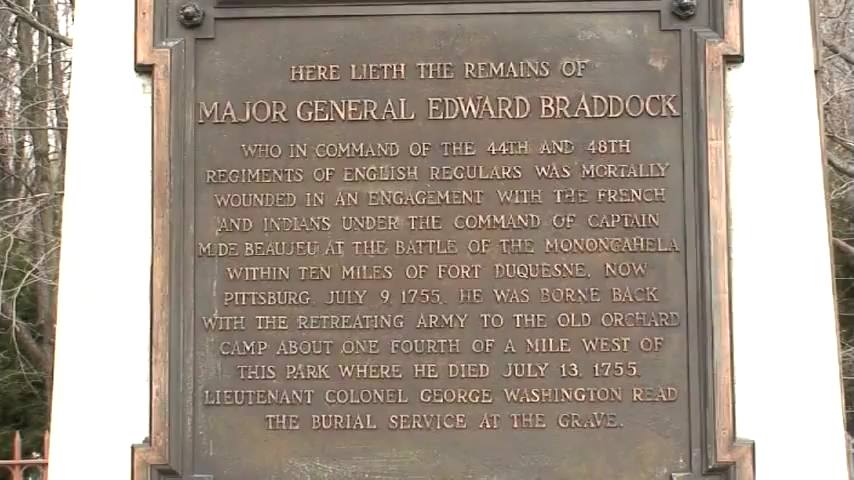 HERE LIETH THE REMAINS OF
MAJOR GENERAL EDWARD BRADDOCK
WHO IN COMMAND OF THE 44TH AND 48TH
REGIMENTS OF ENGLISH REGULARS WAS MORTALLY
WOUNDED IN AN ENGAGEMENT WITH THE FRENCH
AND INDIANS UNDER THE COMMAND OF CAPTAIN
M.DE BEAUJEU AT THE BATTLE OF THE MONONGAHELA
WITHIN TEN MILES OF FORT DUQUESNE, NOW
PITTSBURG, JULY 9, 1755. HE WAS BORNE BACK
WITH THE RETREATING ARMY TO THE OLD ORCHARD
CAMP ABOUT ONE FOURTH OF A MILE WEST OF
THIS PARK WHERE HE DIED JULY 13, 1755.
LIEUTENANT COLONEL GEORGE WASHINGTON READ
THE BURIAL SERVICE AT THE GRAVE.